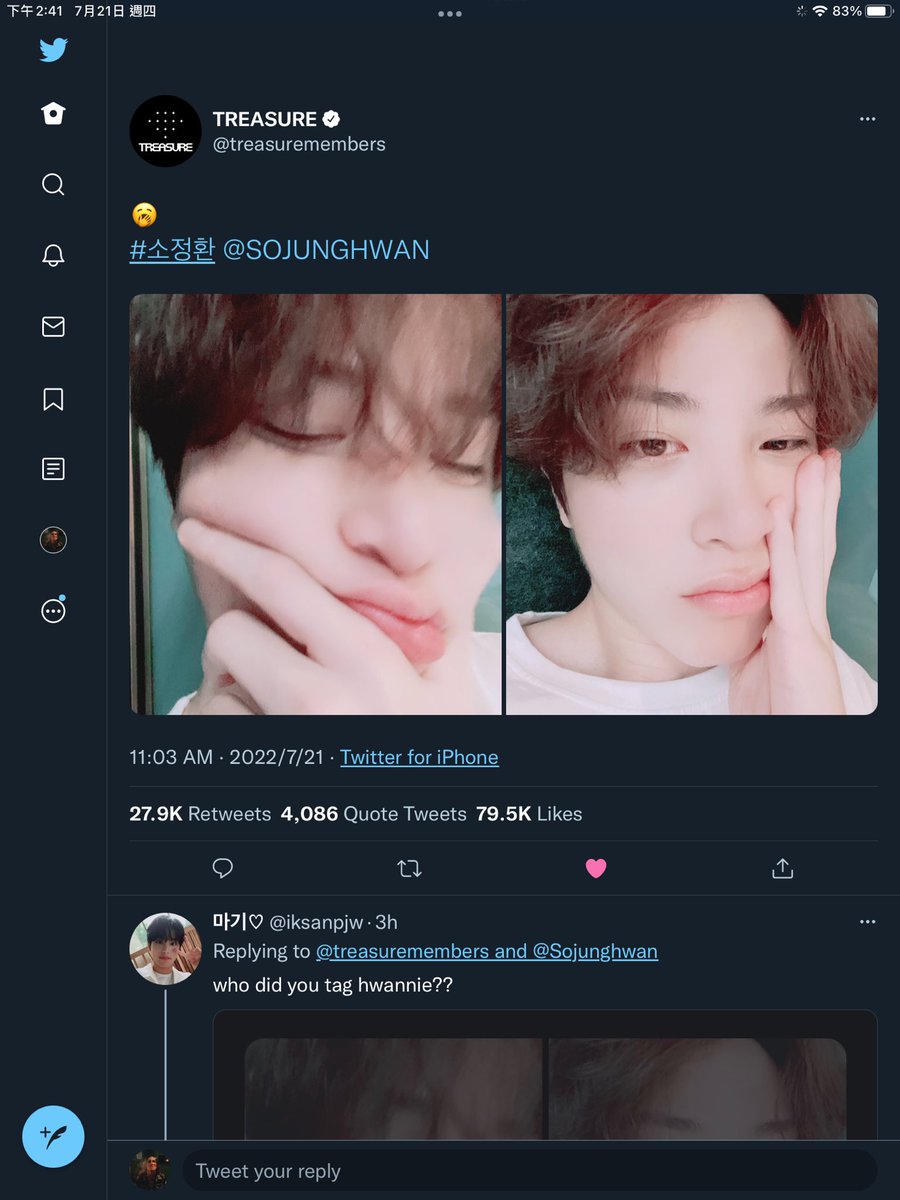 下午2:41 7月21日 週四
83%
TREASURE
@treasuremembers
TREASURE
#소정환 @SOJUNGHWAN
11:03 AM · 2022/7/21 · Twitter for iPhone
27.9K Retweets 4,086 Quote Tweets 79.5K Likes
마기♡ @iksanpjw · 3h
Replying to @treasuremembers and @Sojunghwan
who did you tag hwannie??
Tweet your reply